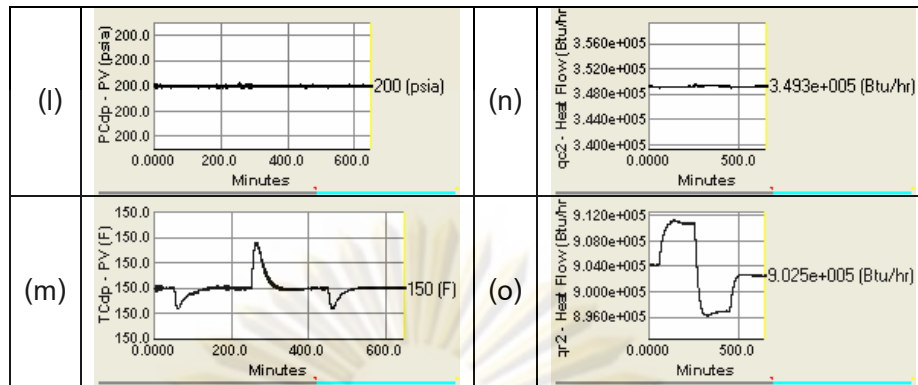 (l)
PCdp - PV (psia)
200.0
200.0
200.0
200.0
200.0
200 (psia)
0.0000 200.0 400.0 600.0
Minutes
(n)
qc2 - Heat Flow (Btu/hr)
3.560e+005
3.520e+005
3.480e+005
3.440e+005
3.400e+005
3.493e+005 (Btu/hr)
0.0000 500.0
Minutes
(m)
TCdp - PV (F)
150.0
150.0
150.0
150.0
150.0
150.0
150 (F)
0.0000 200.0 400.0 600.0
Minutes
(o)
qr2 - Heat Flow (Btu/hr
9.120e+005
9.080e+005
9.040e+005
9.000e+005
8.960e+005
9.025e+005 (Btu/hr)
0.0000 500.0
Minutes